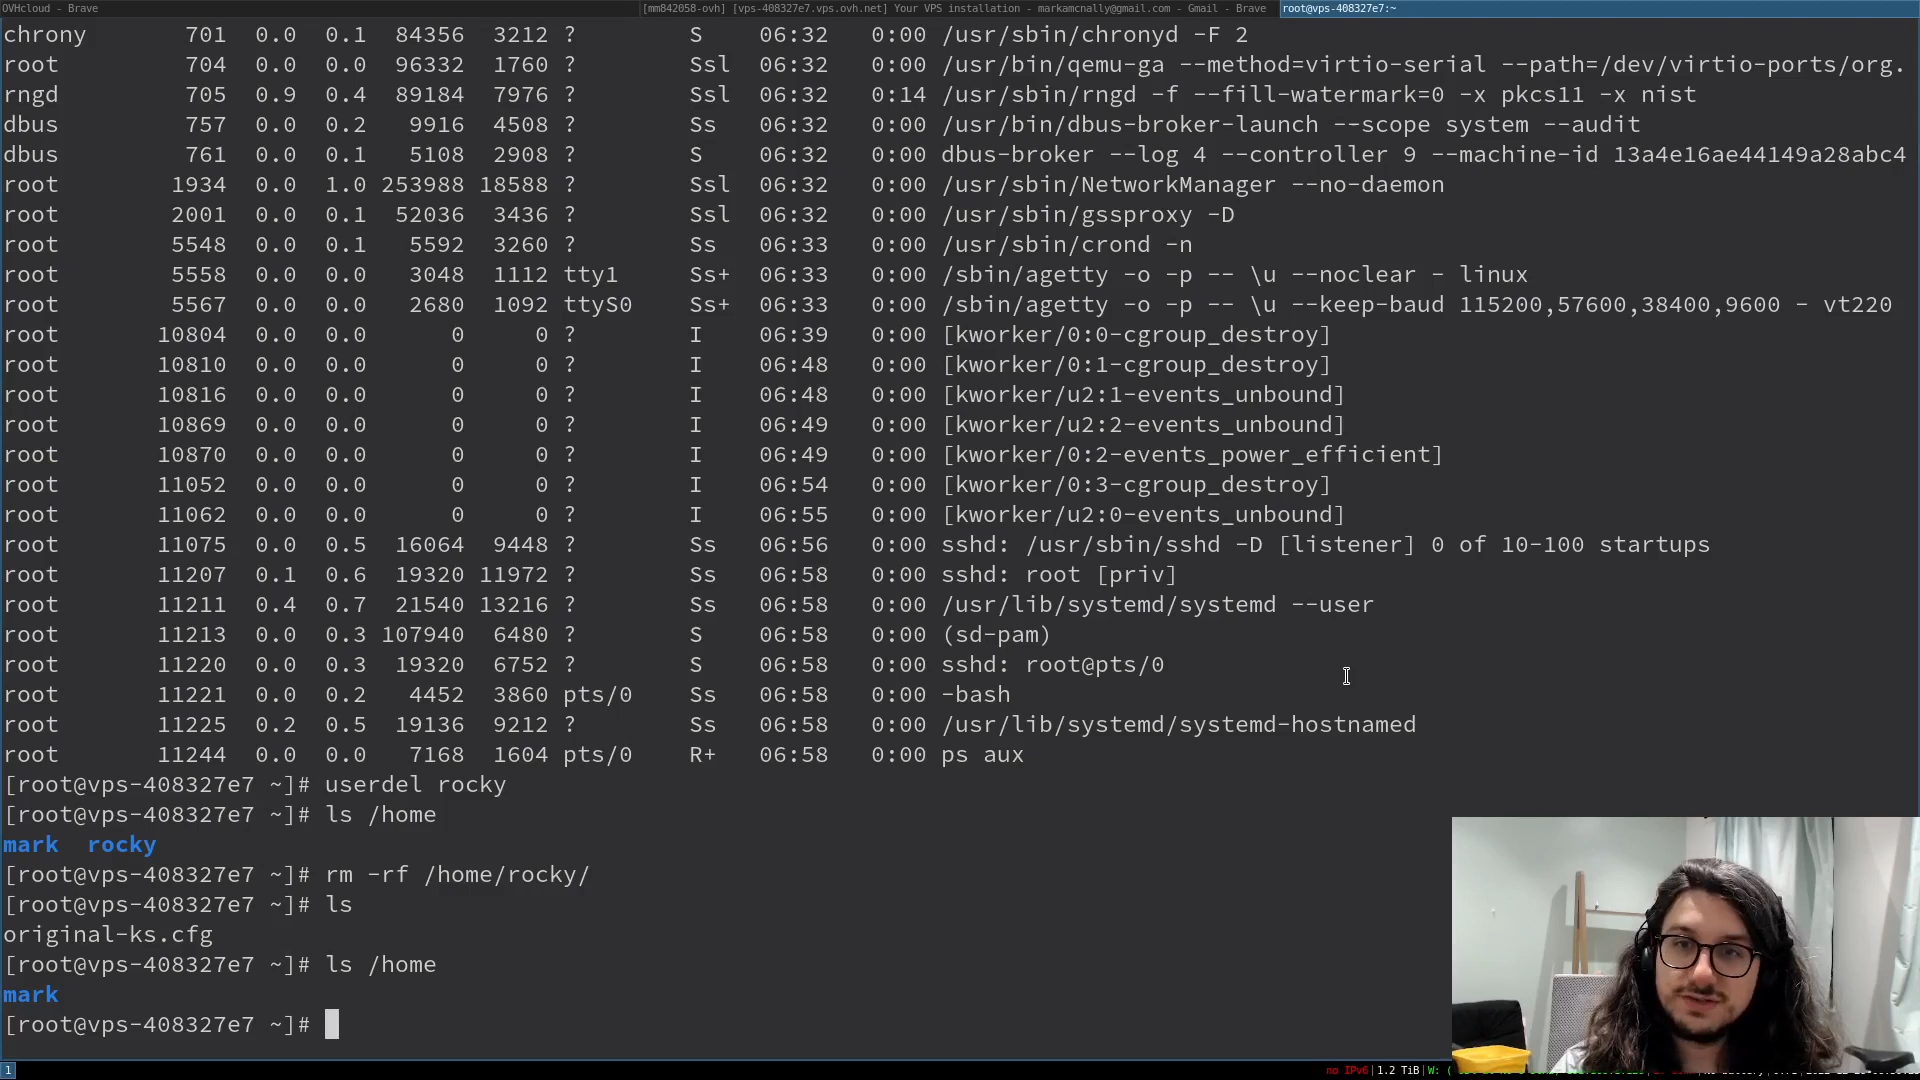 OVHcloud - Brave
[mm842058-ovh] [vps-408327e7.vps.ovh.net] Your VPS installation - markamcnally@gmail.com - Gmail - Brave
root@vps-408327e7:~
chrony 701 0.0 0.1 84356 3212 ? S 06:32 0:00 /usr/sbin/chronyd -F 2
root 704 0.0 0.0 96332 1760 ? Ssl 06:32 0:00 /usr/bin/qemu-ga --method=virtio-serial --path=/dev/virtio-ports/org.
rngd 705 0.9 0.4 89184 7976 ? Ssl 06:32 0:14 /usr/sbin/rngd -f --fill-watermark=0 -x pkcs11 -x nist
dbus 757 0.0 0.2 9916 4508 ? Ss 06:32 0:00 /usr/bin/dbus-broker-launch --scope system --audit
dbus 761 0.0 0.1 5108 2908 ? S 06:32 0:00 dbus-broker --log 4 --controller 9 --machine-id 13a4e16ae44149a28abc4
root 1934 0.0 1.0 253988 18588 ? Ssl 06:32 0:00 /usr/sbin/NetworkManager --no-daemon
root 2001 0.0 0.1 52036 3436 ? Ssl 06:32 0:00 /usr/sbin/gssproxy -D
root 5548 0.0 0.1 5592 3260 ? Ss 06:33 0:00 /usr/sbin/crond -n
root 5558 0.0 0.0 3048 1112 tty1 Ss+ 06:33 0:00 /sbin/agetty -o -p -- \u --noclear - linux
root 5567 0.0 0.0 2680 1092 ttyS0 Ss+ 06:33 0:00 /sbin/agetty -o -p -- \u --keep-baud 115200,57600,38400,9600 - vt220
root 10804 0.0 0.0 0 0 ? I 06:39 0:00 [kworker/0:0-cgroup_destroy]
root 10810 0.0 0.0 0 0 ? I 06:48 0:00 [kworker/0:1-cgroup_destroy]
root 10816 0.0 0.0 0 0 ? I 06:48 0:00 [kworker/u2:1-events_unbound]
root 10869 0.0 0.0 0 0 ? I 06:49 0:00 [kworker/u2:2-events_unbound]
root 10870 0.0 0.0 0 0 ? I 06:49 0:00 [kworker/0:2-events_power_efficient]
root 11052 0.0 0.0 0 0 ? I 06:54 0:00 [kworker/0:3-cgroup_destroy]
root 11062 0.0 0.0 0 0 ? I 06:55 0:00 [kworker/u2:0-events_unbound]
root 11075 0.0 0.5 16064 9448 ? Ss 06:56 0:00 sshd: /usr/sbin/sshd -D [listener] 0 of 10-100 startups
root 11207 0.1 0.6 19320 11972 ? Ss 06:58 0:00 sshd: root [priv]
root 11211 0.4 0.7 21540 13216 ? Ss 06:58 0:00 /usr/lib/systemd/systemd --user
root 11213 0.0 0.3 107940 6480 ? S 06:58 0:00 (sd-pam)
root 11220 0.0 0.3 19320 6752 ? S 06:58 0:00 sshd: root@pts/0
root 11221 0.0 0.2 4452 3860 pts/0 Ss 06:58 0:00 -bash
root 11225 0.2 0.5 19136 9212 ? Ss 06:58 0:00 /usr/lib/systemd/systemd-hostnamed
root 11244 0.0 0.0 7168 1604 pts/0 R+ 06:58 0:00 ps aux
[root@vps-408327e7 ~]# userdel rocky
[root@vps-408327e7 ~]# ls /home
mark rocky
[root@vps-408327e7 ~]# rm -rf /home/rocky/
[root@vps-408327e7 ~]# ls
original-ks.cfg
[root@vps-408327e7 ~]# ls /home
mark
[root@vps-408327e7 ~]#
1
no IPv6|1.2 TiB|W: (